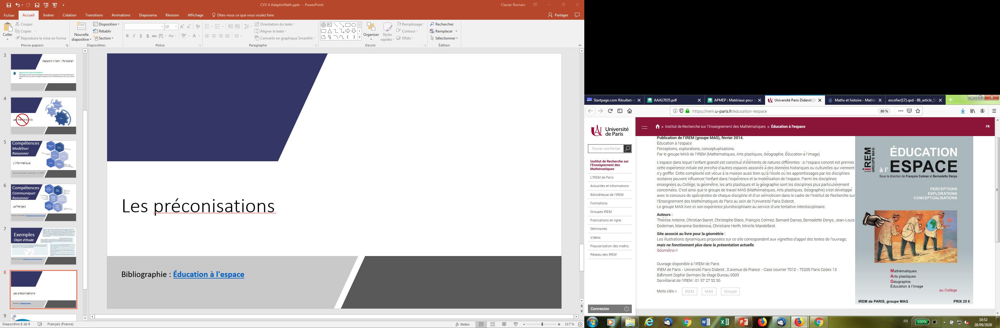 CV3-4 AdaptivMath.pptx - PowerPoint
Clavier Romain
Fichier
Accueil
Insérer
Création
Transitions
Animations
Diaporama
Révision
Affichage
Dites-nous ce que vous voulez faire
Partager
Coller
Couper
Copier
Reproduire la mise en forme
Presse-papiers
Nouvelle
diapositive
Disposition
Rétablir
Section
Diapositives
18
G I S S abc AV Aa
Police
Orientation du texte
Aligner le texte
Convertir en graphique SmartArt
Paragraphe
Organiser
Styles
rapides
Remplissage
Contour
Effets
Dessin
Rechercher
Remplacer
Sélectionner
Édition
3
Rapport Villani - Torossian
8
Apports des autres disciplines
4
Les maths-outils
5
Compétences
Modéliser
Raisonner
L'informatique
6
Compétences
Communiquer
Raisonner
Le français
7
Exemples
Objet d'étude
8
Les préconisations
Bibliographie : Éducation à l'espace
9
Les préconisations
Bibliographie : Éducation à l'espace
Diapositive 8 de 9
Français (France)
Notes
117 %
Startpage.com Résultats d
AAA17035.pdf
APMEP : Matériaux pour u
Université Paris Diderot | I
Maths et histoire - Mathé
escofier(17).qxd - 86_article_57
https://irem.u-paris.fr/education-lespace
80 %
Université
de Paris
Trouver une format
Institut de Recherche sur
l'Enseignement des
Mathématiques
L'IREM de Paris
Actualités et informations
Bibliothèque de l'IREM
Formations
Groupes IREM
Publications en ligne
Séminaires
Vidéos
Popularisation des maths
Réseau des IREM
Connexion
> Institut de Recherche sur l'Enseignement des Mathématiques > Éducation à l'espace
FR
Publication de l'IREM (groupe MAG), février 2014.
Éducation à l'espace
Perceptions, explorations, conceptualisations.
Par le groupe MAG de l'IREM (Mathématiques, Arts plastiques, Géographie, Éducation à l'image)
L'espace dans lequel l'enfant grandit est constitué d'éléments de natures différentes : si l'espace concret est premier,
cette expérience initiale est enrichie d'autres espaces associés à des données historiques ou culturelles qui viennent
s'y greffer. Cette complexité est vécue à la maison aussi bien qu'à l'école où les apprentissages par les disciplines
scolaires peuvent influencer l'enfant dans l'expérience et la modélisation de l'espace. Parmi les disciplines
enseignées au Collège, la géométrie, les arts plastiques et la géographie sont les disciplines plus particulièrement
concernées. C'est ainsi que le groupe de travail MAG (Mathématiques, Arts plastiques, Géographie) s'est développé
avec le concours de spécialistes de chaque discipline et d'un sémioticien dans le cadre de l'Institut de Recherche sur
l'Enseignement des Mathématiques de Paris au sein de l'Université Paris Diderot.
Le groupe MAG livre ici son expérience pluridisciplinaire au service d'une tentative interdisciplinaire.
Auteurs :
Thérèse Antoine, Christian Barret, Christophe Blanc, François Colmez, Bernard Darras, Bernadette Denys, Jean-Louis
Dodeman, Marianna Gordonova, Christiane Herth, Mireille Mandelbrot.
Site associé au livre pour la géométrie :
Les illustrations dynamiques proposées sur ce site correspondent aux vignettes d'appel des textes de l'ouvrage,
mais ne fonctionnent plus dans la présentation actuelle.
Géométrie
Ouvrage disponible à l'IREM de Paris
IREM de Paris - Université Paris Diderot , 8 avenue de France - Case courrier 7018 - 75205 Paris Cedex 13
Bâtiment Sophie Germain 8e étage Bureau 8009
Secrétariat de l'IREM : 01 57 27 92 96
Mots clés >
IREM
MAG
Groupe
iREM
de Paris
GROUPE MAG
ÉDUCATION
à l' ESPACE
Sous la direction de François Colmez et Bernadette Denys
PERCEPTIONS
EXPLORATIONS
CONCEPTUALISATIONS
Mathématiques
Arts plastiques
Géographie
Éducation à l'image
au Collège
IREM de PARIS, groupe MAG
PRIX 25 €
FR
100%
10:52
28/09/2020